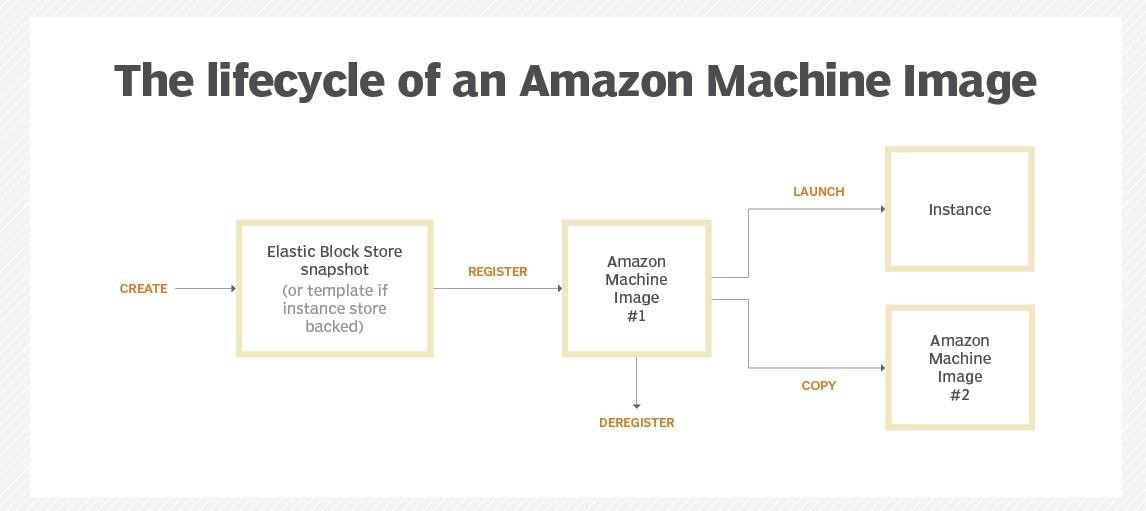 The lifecycle of an Amazon Machine Image
CREATE
Elastic Block Store
snapshot
(or template if
instance store
backed)
REGISTER
Amazon
Machine
Image
#1
DEREGISTER
LAUNCH
Instance
COPY
Amazon
Machine
Image
#2